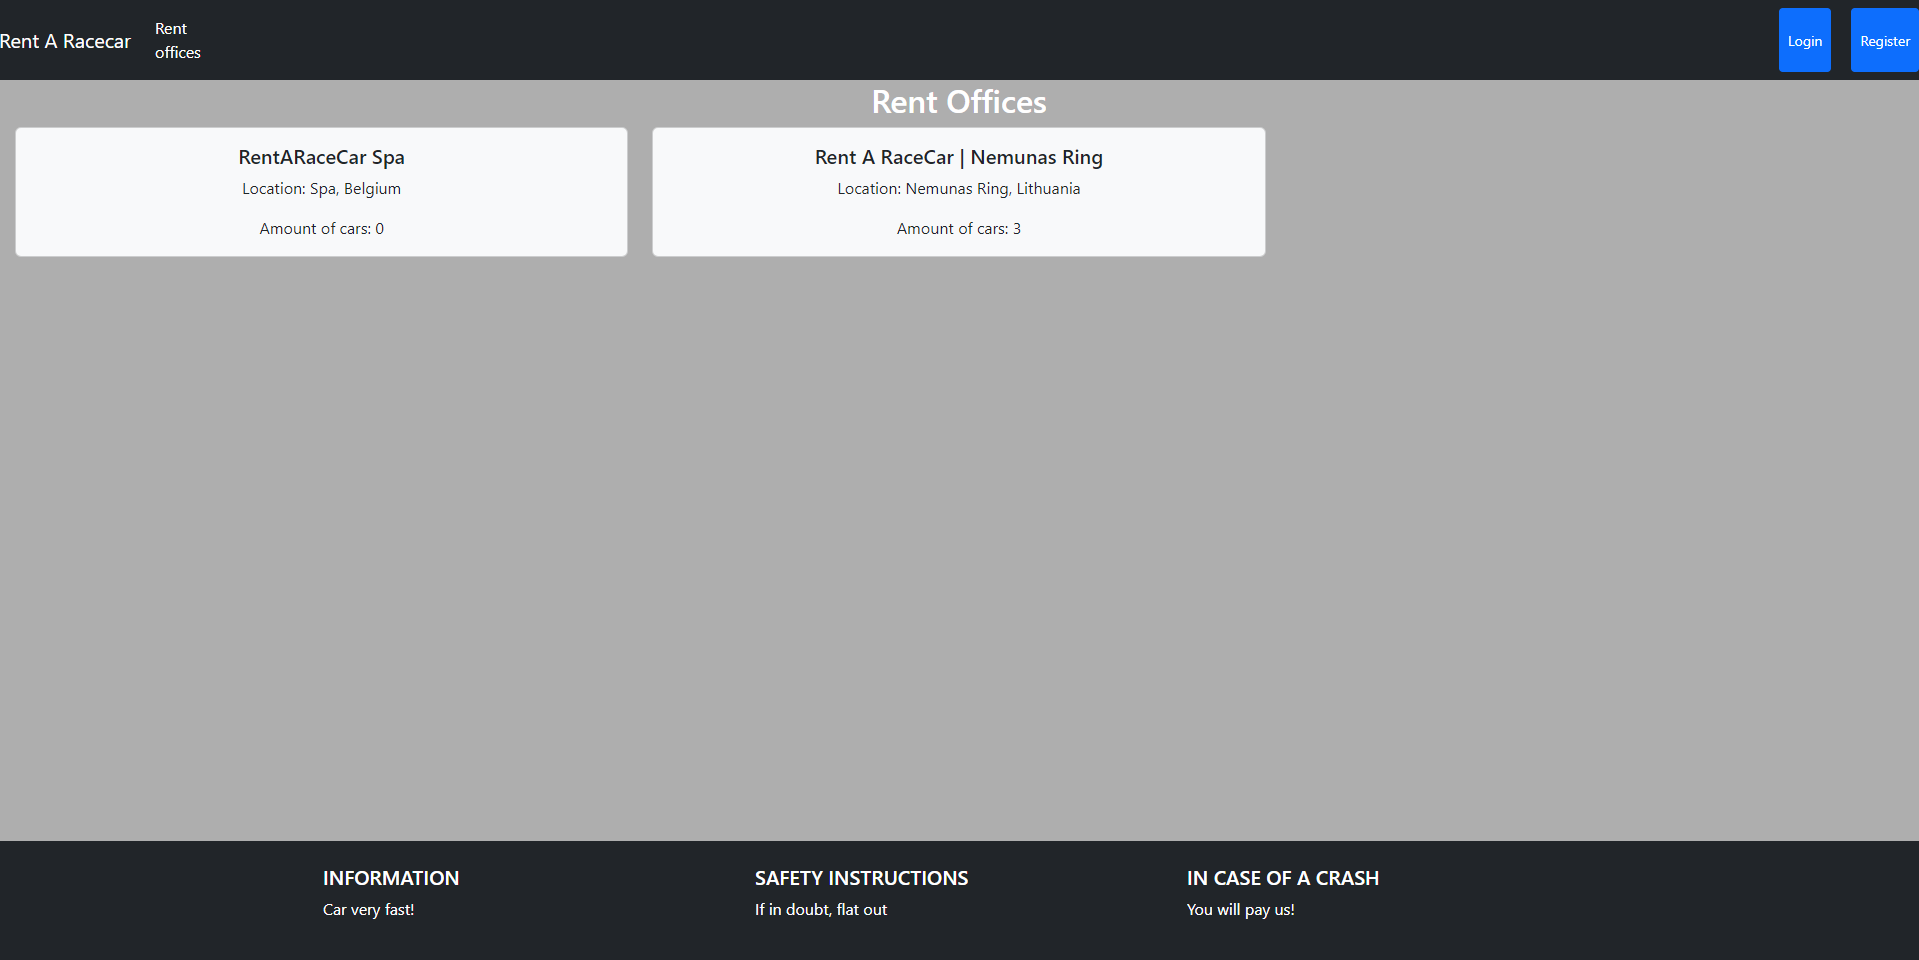 Rent A Racecar
Rent
offices
Login
Register
Rent Offices
RentARaceCar Spa
Location: Spa, Belgium
Amount of cars: 0
Rent A RaceCar | Nemunas Ring
Location: Nemunas Ring, Lithuania
Amount of cars: 3
INFORMATION
Car very fast!
SAFETY INSTRUCTIONS
If in doubt, flat out
IN CASE OF A CRASH
You will pay us!